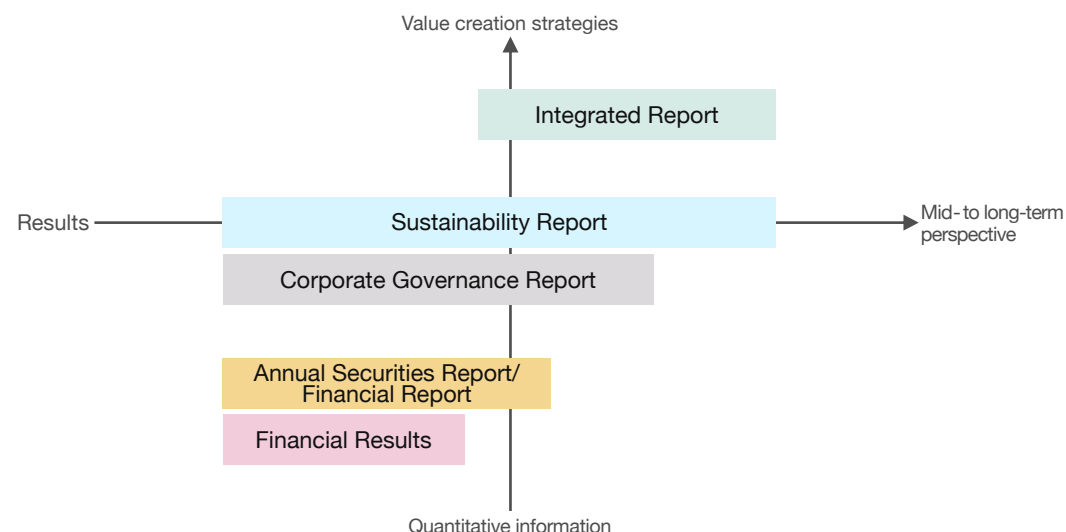 Value creation strategies
Integrated Report
Results
Sustainability Report
Mid- to long-term
perspective
Corporate Governance Report
Annual Securities Report/
Financial Report
Financial Results
Quantitative information